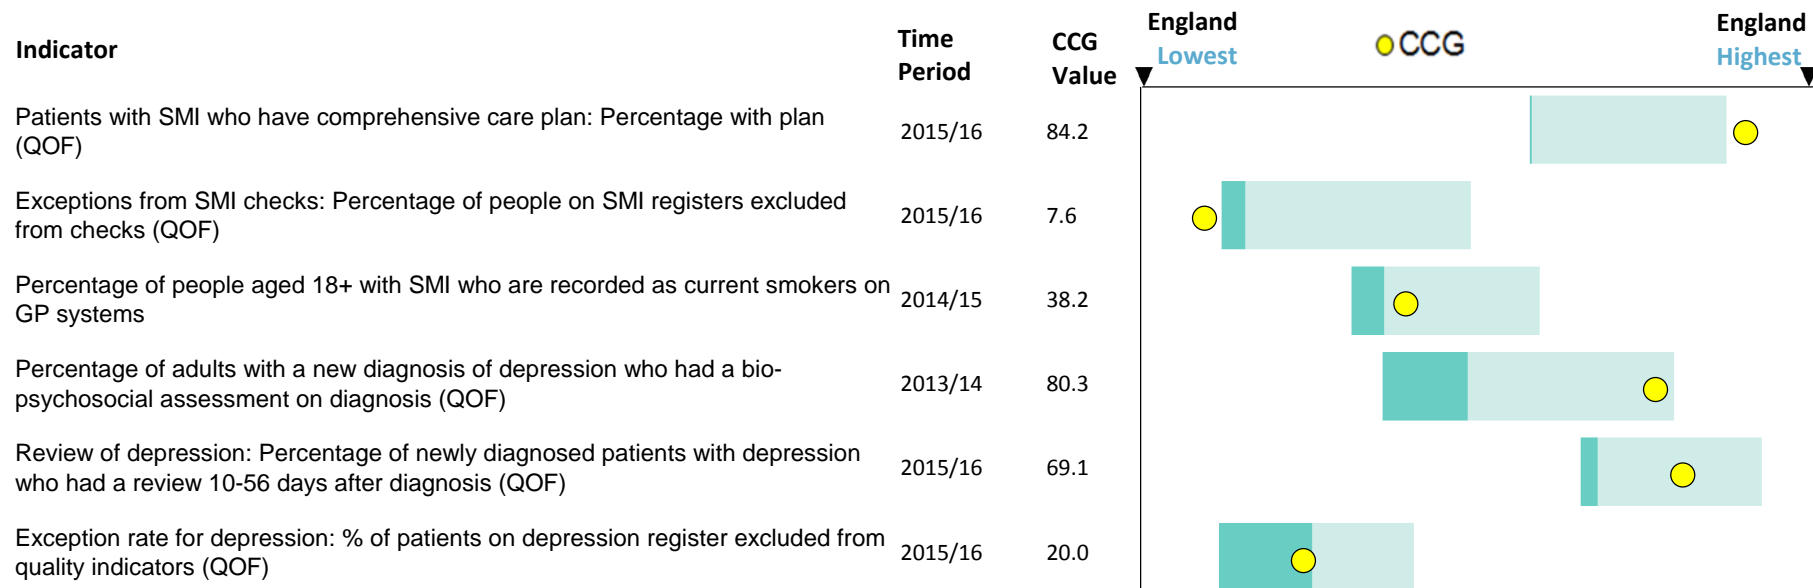 Indicator
Time
Period
CCG
Value
England
Lowest
CCG
England
Highest
Patients with SMI who have comprehensive care plan: Percentage with plan
(QOF)
2015/16
84.2
Exceptions from SMI checks: Percentage of people on SMI registers excluded
from checks (QOF)
2015/16
7.6
Percentage of people aged 18+ with SMI who are recorded as current smokers on
GP systems
2014/15
38.2
Percentage of adults with a new diagnosis of depression who had a bio-
psychosocial assessment on diagnosis (QOF)
2013/14
80.3
Review of depression: Percentage of newly diagnosed patients with depression
who had a review 10-56 days after diagnosis (QOF)
2015/16
69.1
Exception rate for depression: % of patients on depression register excluded from
quality indicators (QOF)
2015/16
20.0